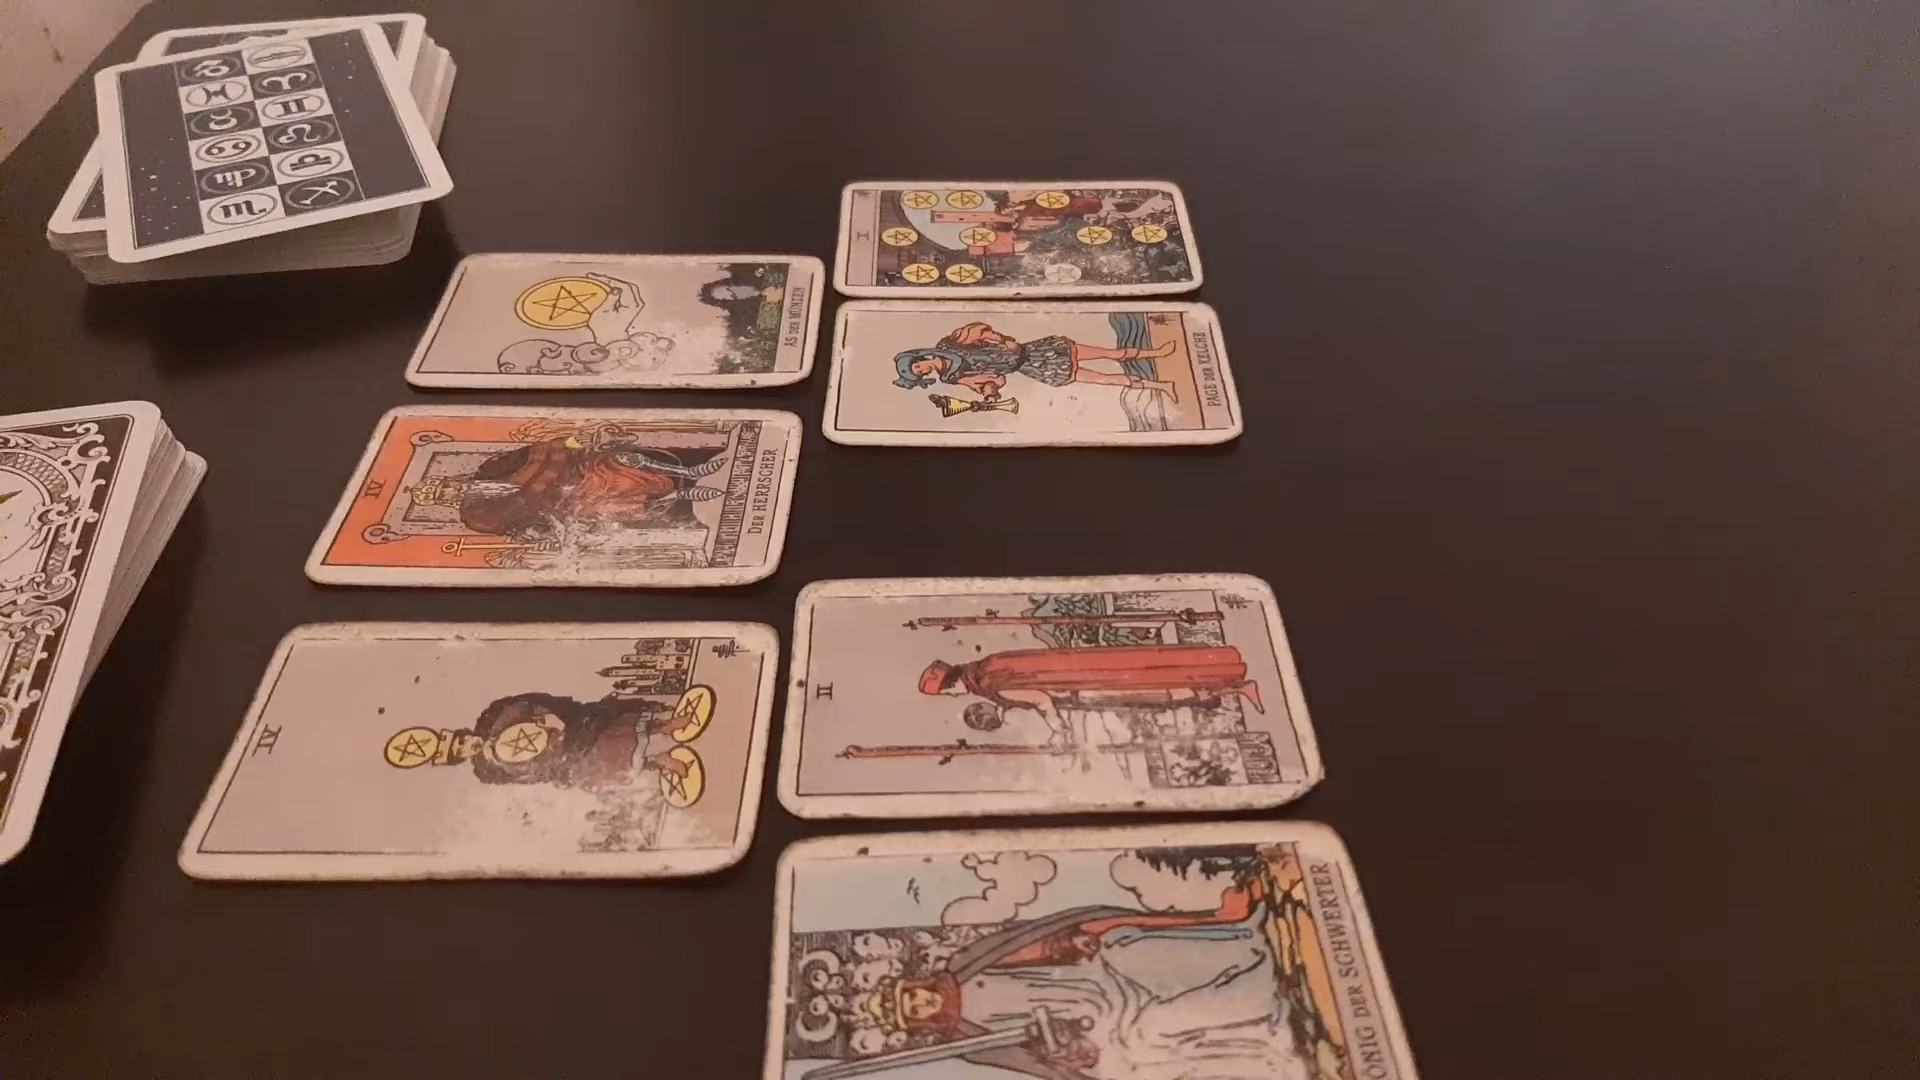 X
AS DER MÜNZEN
PAGE DER KELCHE
IV
DER HERRSCHER
IV
II
ÖNIG DER SCHWERTER